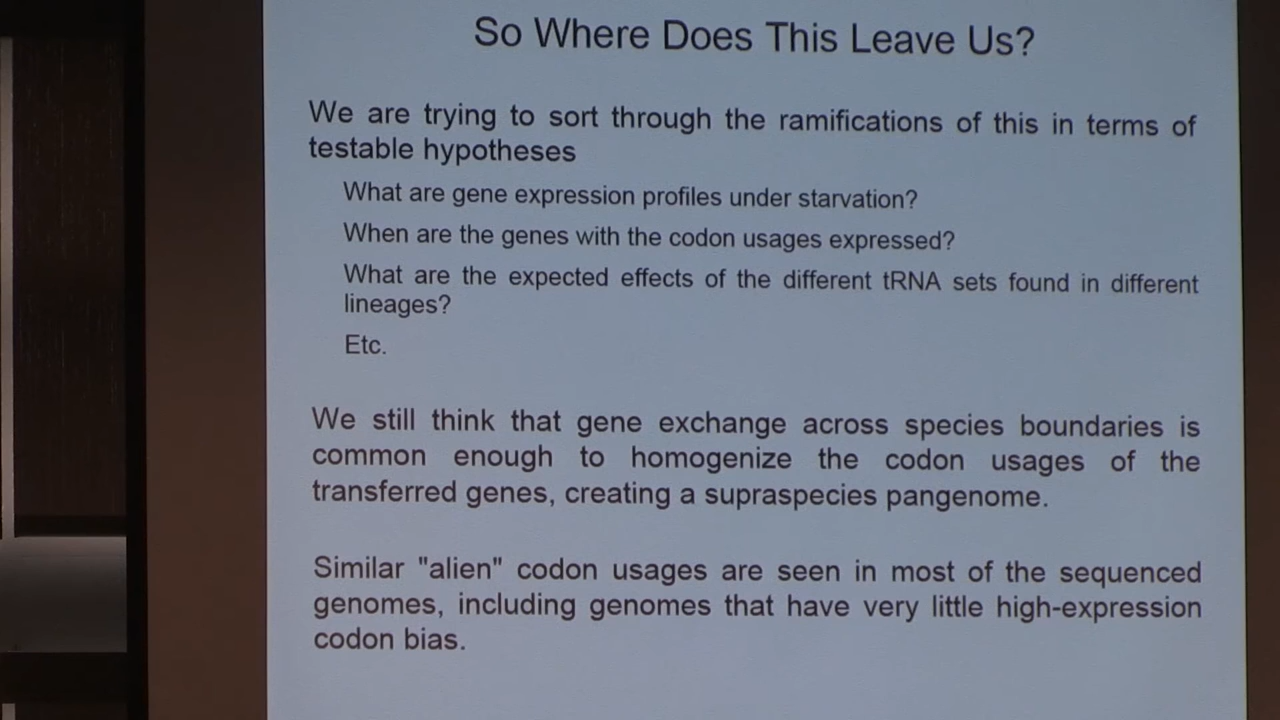 So Where Does This Leave Us?
We are trying to sort through the ramifications of this in terms of
testable hypotheses
What are gene expression profiles under starvation?
When are the genes with the codon usages expressed?
What are the expected effects of the different tRNA sets found in different
lineages?
Etc.
We still think that gene exchange across species boundaries is
common enough to homogenize the codon usages of the
transferred genes, creating a supraspecies pangenome.
Similar "alien" codon usages are seen in most of the sequenced
genomes, including genomes that have very little high-expression
codon bias.